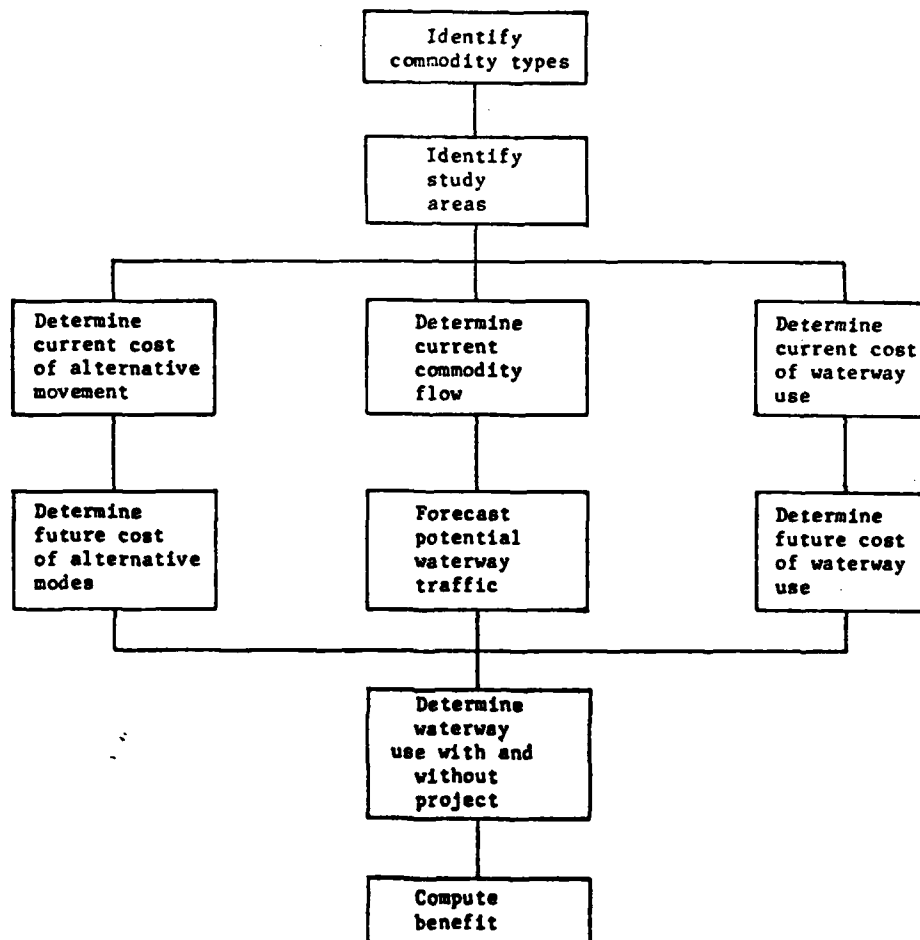 Identify
commodity types
Identify
study
areas
Determine
current cost
of alternative
movement
Determine
current
commodity
flow
Determine
current cost
of waterway
use
Determine
future cost
of alternative
modes
Forecast
potential
waterway
traffic
Determine
future cost
of waterway
use
Determine
waterway
use with and
without
project
Compute
benefit